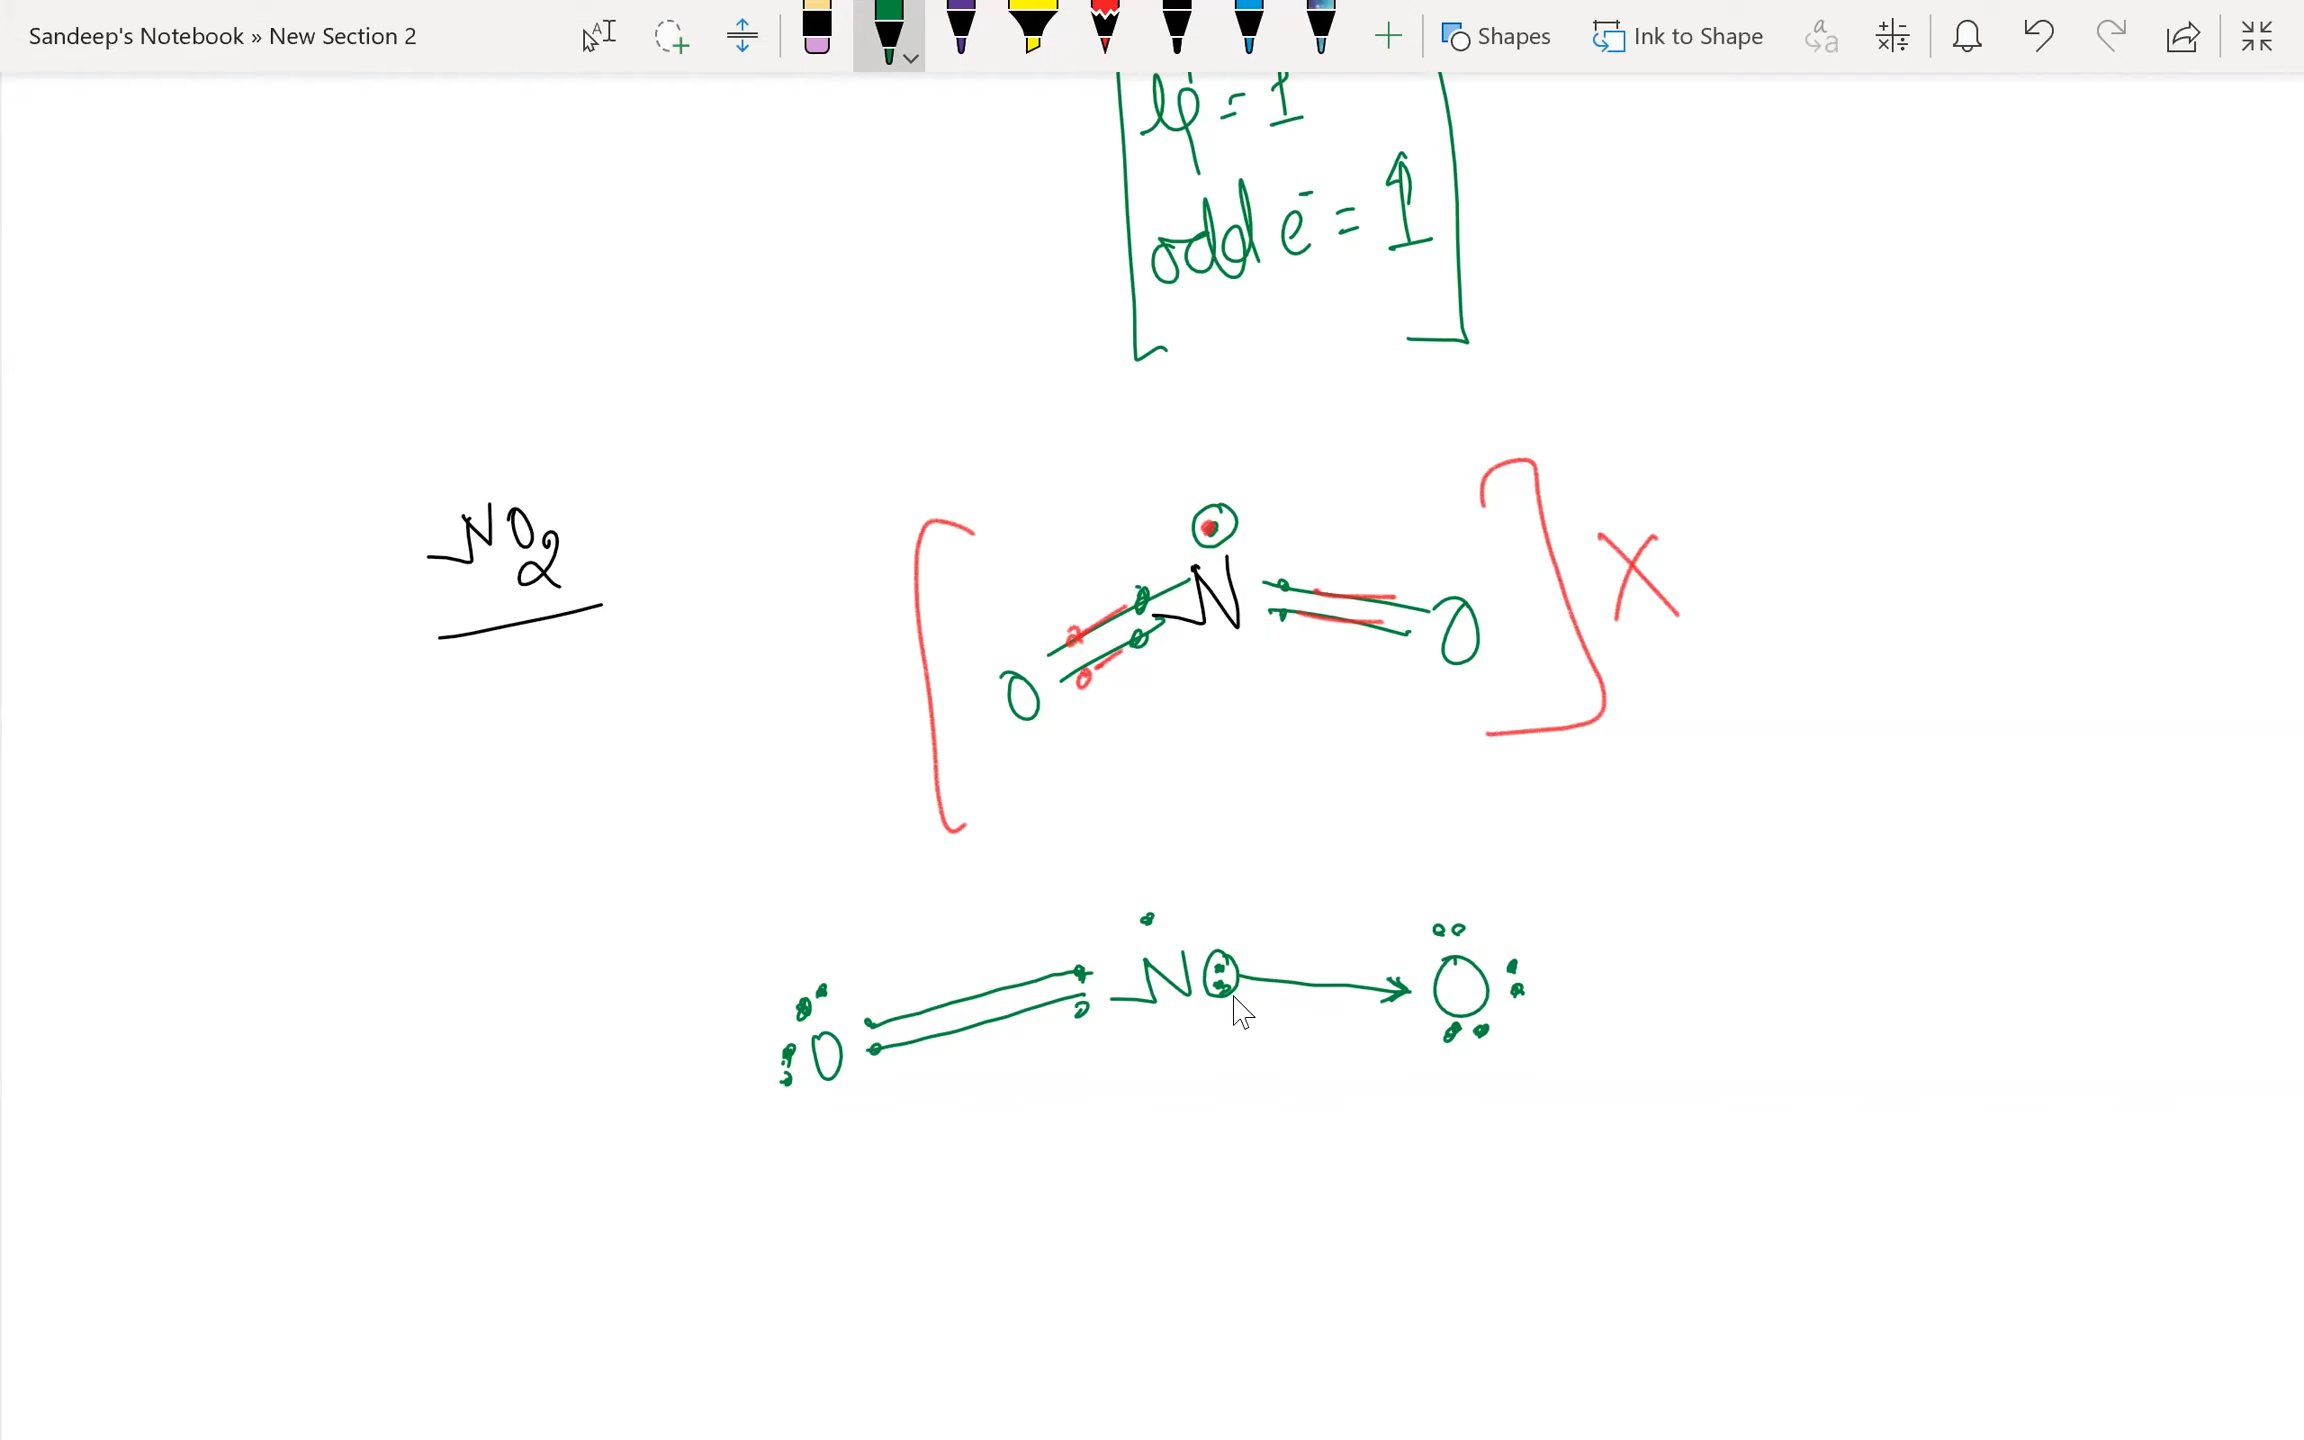 Sandeep's Notebook » New Section 2
Shapes
Ink to Shape
lp = 1
odd e⁻ = 1
NO₂
N
O
O
X
N
O
O